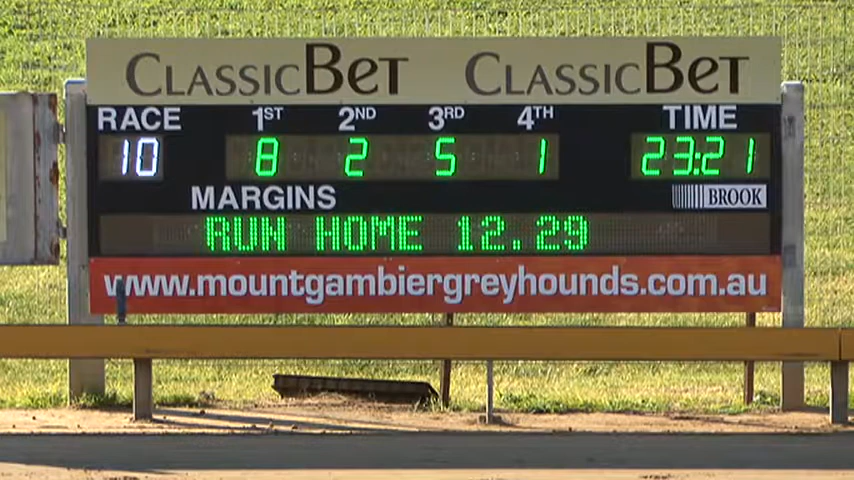 CLASSICBET CLASSICBET
RACE 1ST 2ND 3RD 4TH TIME
10 8 2 5 1 23:21
MARGINS BROOK
RUN HOME 12.29
www.mountgambiergreyhounds.com.au